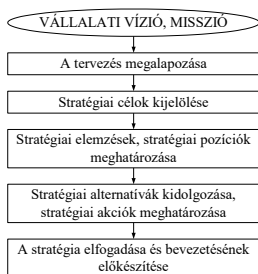 VÁLLALATI VÍZIÓ, MISSZIÓ
A tervezés megalapozása
Stratégiai célok kijelölése
Stratégiai elemzések, stratégiai pozíciók
meghatározása
Stratégiai alternatívák kidolgozása,
stratégiai akciók meghatározása
A stratégia elfogadása és bevezetésének
előkészítése